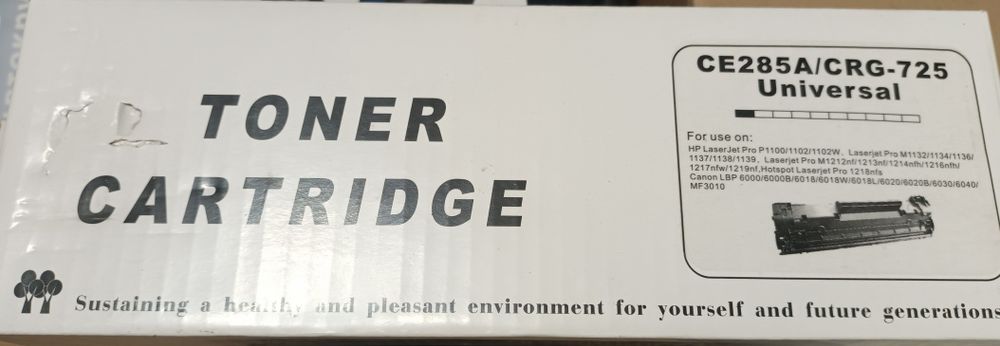 TONER
CARTRIDGE
CE285A/CRG-725
Universal
For use on:
HP LaserJet Pro P1100/1102/1102W、Laserjet Pro M1132/1134/1136/
1137/1138/1139、Laserjet Pro M1212nf/1213nf/1214nfh/1216nfh/
1217nfw/1219nf,Hotspot Laserjet Pro 1218nfs
Canon LBP 6000/6000B/6018/6018W/6018L/6020/6020B/6030/6040/
MF3010
Sustaining a healthy and pleasant environment for yourself and future generations